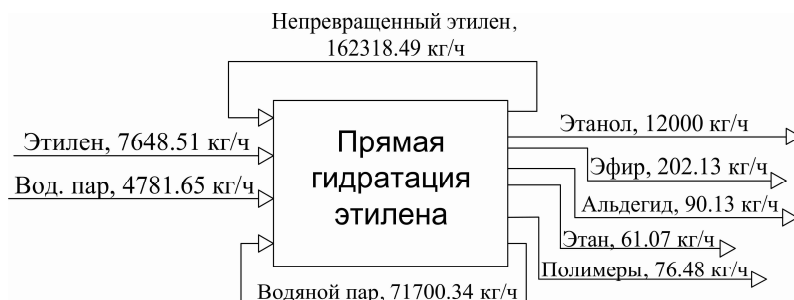 Непревращенный этилен,
162318.49 кг/ч
Этилен, 7648.51 кг/ч
Вод. пар, 4781.65 кг/ч
Прямая
гидратация
этилена
Этанол, 12000 кг/ч
Эфир, 202.13 кг/ч
Альдегид, 90.13 кг/ч
Этан, 61.07 кг/ч
Полимеры, 76.48 кг/ч
Водяной пар, 71700.34 кг/ч